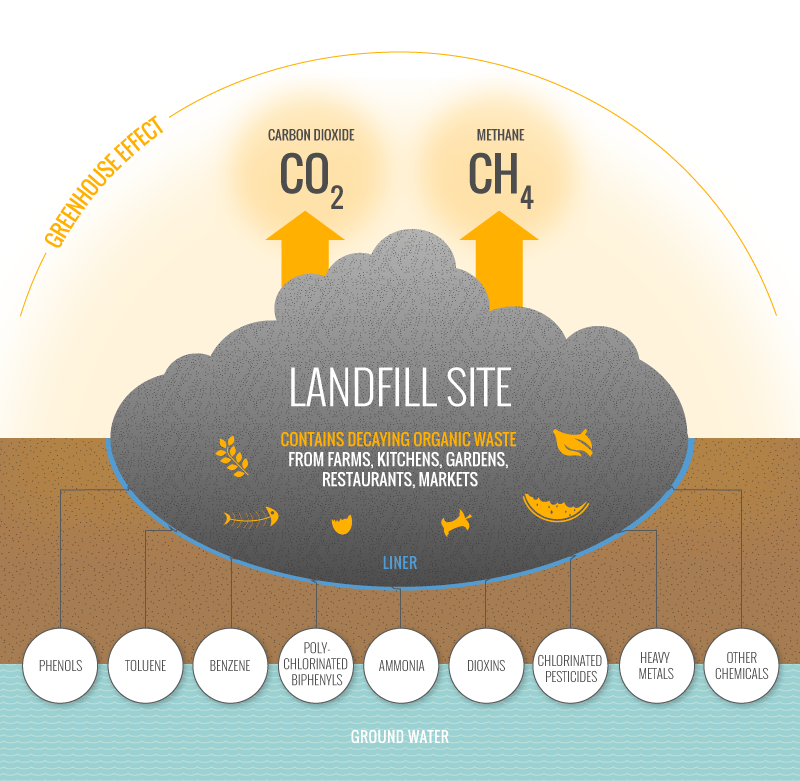 GREENHOUSE EFFECT
CARBON DIOXIDE
CO₂
METHANE
CH₄
LANDFILL SITE
CONTAINS DECAYING ORGANIC WASTE
FROM FARMS, KITCHENS, GARDENS,
RESTAURANTS, MARKETS
LINER
PHENOLS
TOLUENE
BENZENE
POLY-
CHLORINATED
BIPHENYLS
AMMONIA
DIOXINS
CHLORINATED
PESTICIDES
HEAVY
METALS
OTHER
CHEMICALS
GROUND WATER